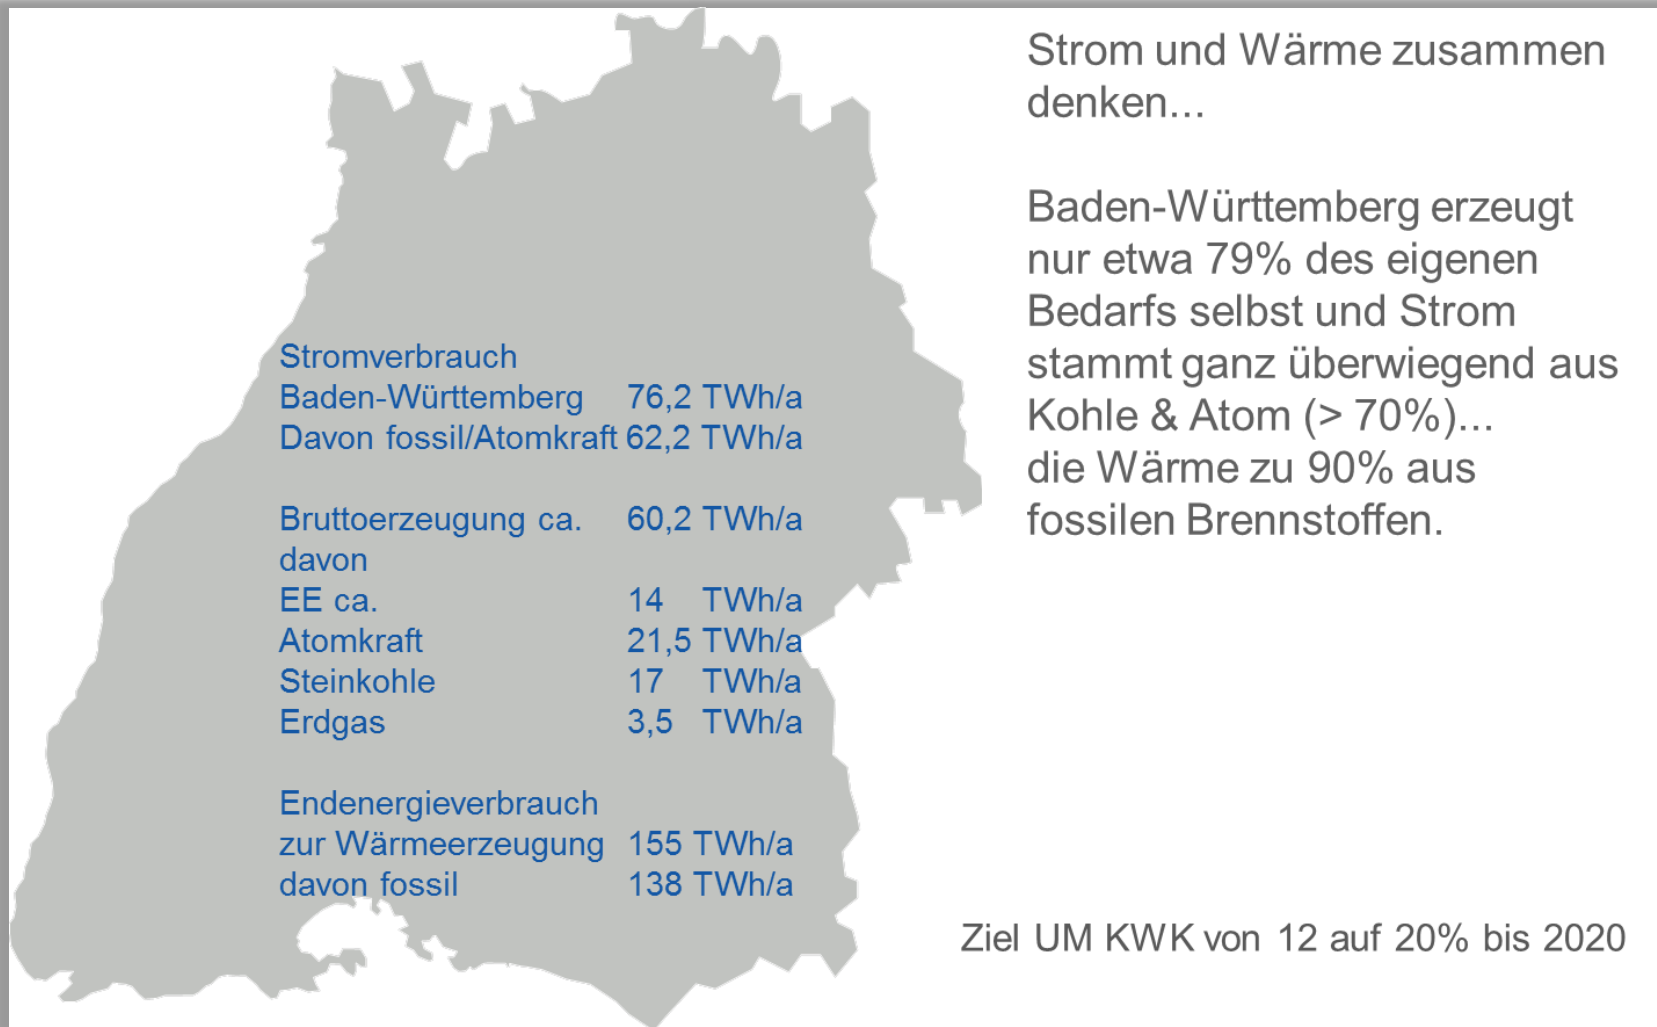 Strom und Wärme zusammen
denken...
Baden-Württemberg erzeugt
nur etwa 79% des eigenen
Bedarfs selbst und Strom
stammt ganz überwiegend aus
Kohle & Atom (> 70%)...
die Wärme zu 90% aus
fossilen Brennstoffen.
Stromverbrauch
Baden-Württemberg 76,2 TWh/a
Davon fossil/Atomkraft 62,2 TWh/a
Bruttoerzeugung ca. 60,2 TWh/a
davon
EE ca. 14 TWh/a
Atomkraft 21,5 TWh/a
Steinkohle 17 TWh/a
Erdgas 3,5 TWh/a
Endenergieverbrauch
zur Wärmeerzeugung 155 TWh/a
davon fossil 138 TWh/a
Ziel UM KWK von 12 auf 20% bis 2020